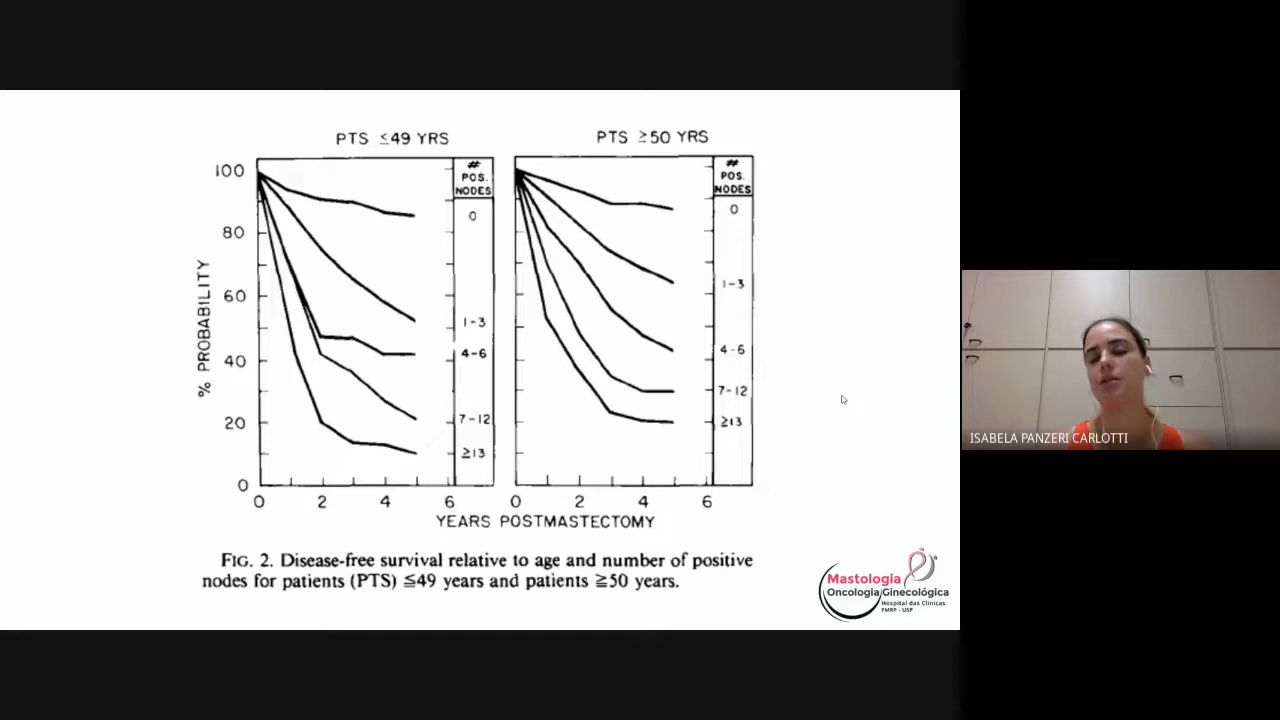 PTS ≤49 YRS
PTS ≥50 YRS
% PROBABILITY
100
80
60
40
20
0
# POS. NODES
0
1-3
4-6
7-12
≥13
0 2 4 6
# POS. NODES
0
1-3
4-6
7-12
≥13
0 2 4 6
YEARS POSTMASTECTOMY
FIG. 2. Disease-free survival relative to age and number of positive
nodes for patients (PTS) ≦49 years and patients ≧50 years.
Mastologia
Oncologia Ginecológica
Hospital das Clínicas
FMRP - USP
ISABELA PANZERI CARLOTTI